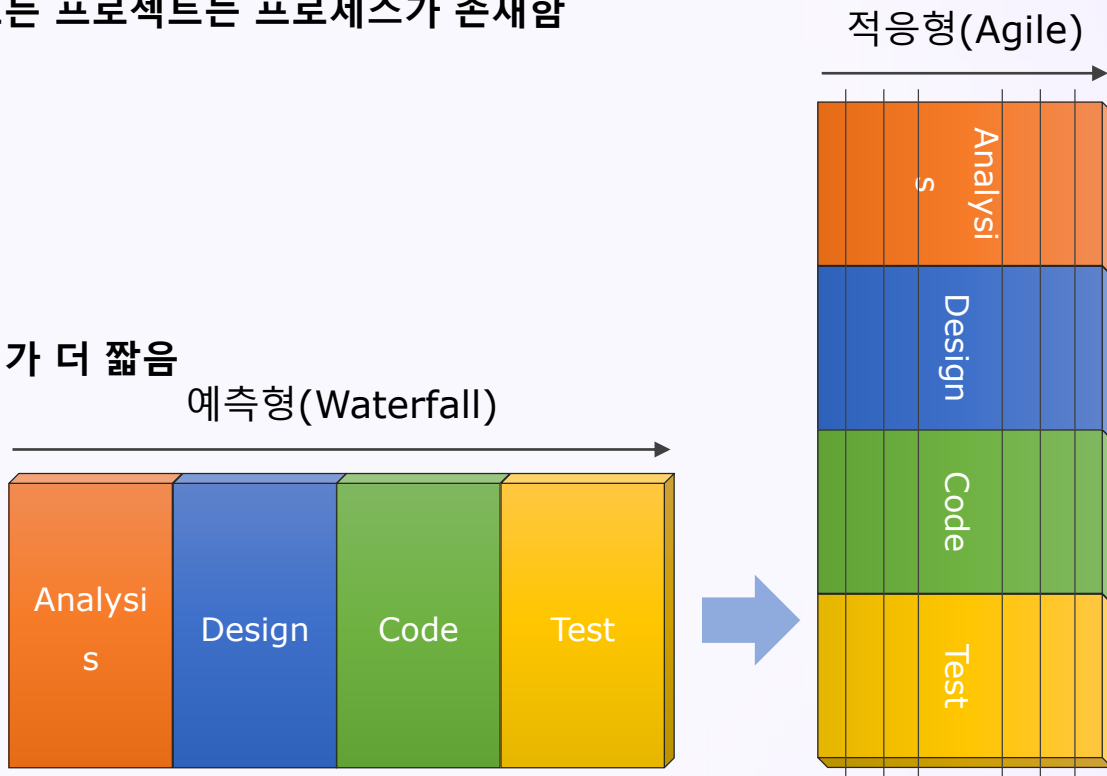 는 프로젝트는 프로세스가 존재함
적응형(Agile)
Analysi
s
Design
Code
Test
가 더 짧음
예측형(Waterfall)
Analysi
s
Design
Code
Test